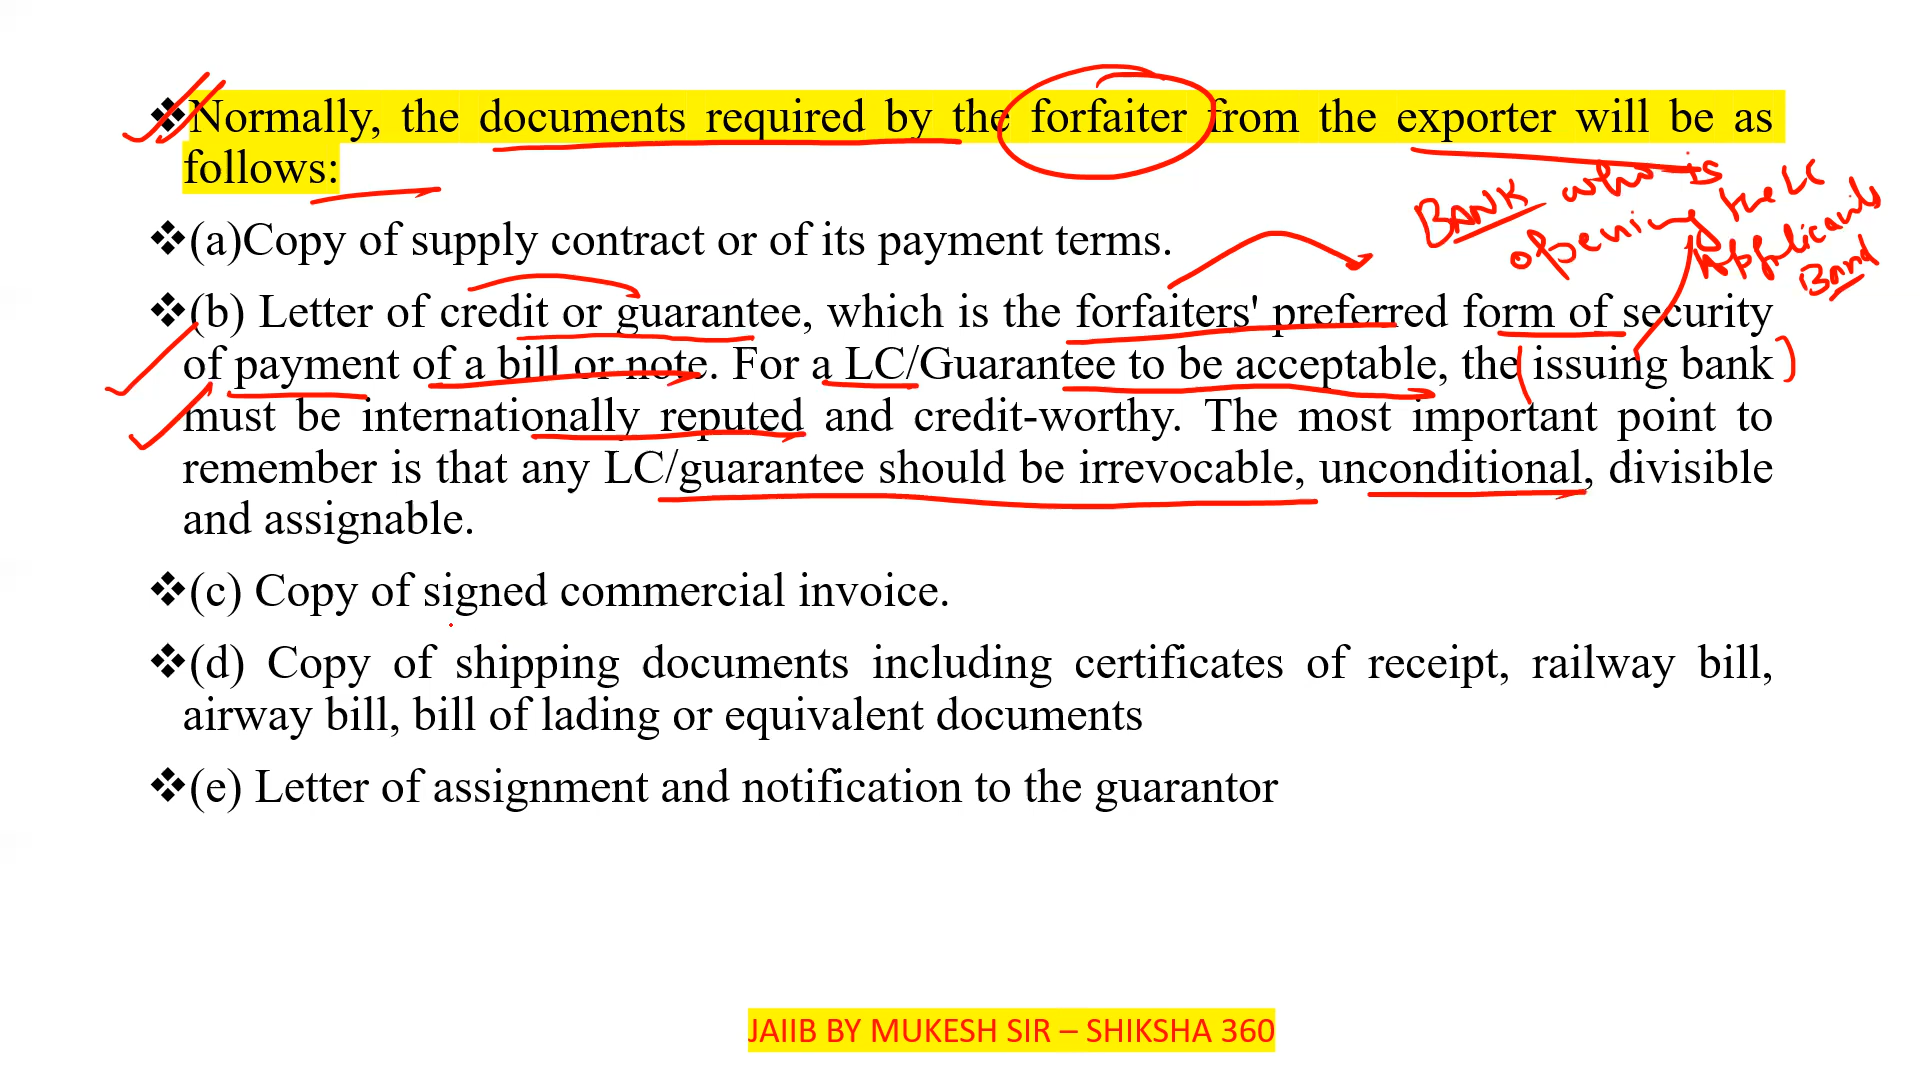 ❖Normally, the documents required by the forfaiter from the exporter will be as
follows:
BANK who is
opening the LC
Applicants
Band
❖(a)Copy of supply contract or of its payment terms.
❖(b) Letter of credit or guarantee, which is the forfaiters' preferred form of security
of payment of a bill or note. For a LC/Guarantee to be acceptable, the issuing bank
must be internationally reputed and credit-worthy. The most important point to
remember is that any LC/guarantee should be irrevocable, unconditional, divisible
and assignable.
❖(c) Copy of signed commercial invoice.
❖(d) Copy of shipping documents including certificates of receipt, railway bill,
airway bill, bill of lading or equivalent documents
❖(e) Letter of assignment and notification to the guarantor
JAIIB BY MUKESH SIR – SHIKSHA 360